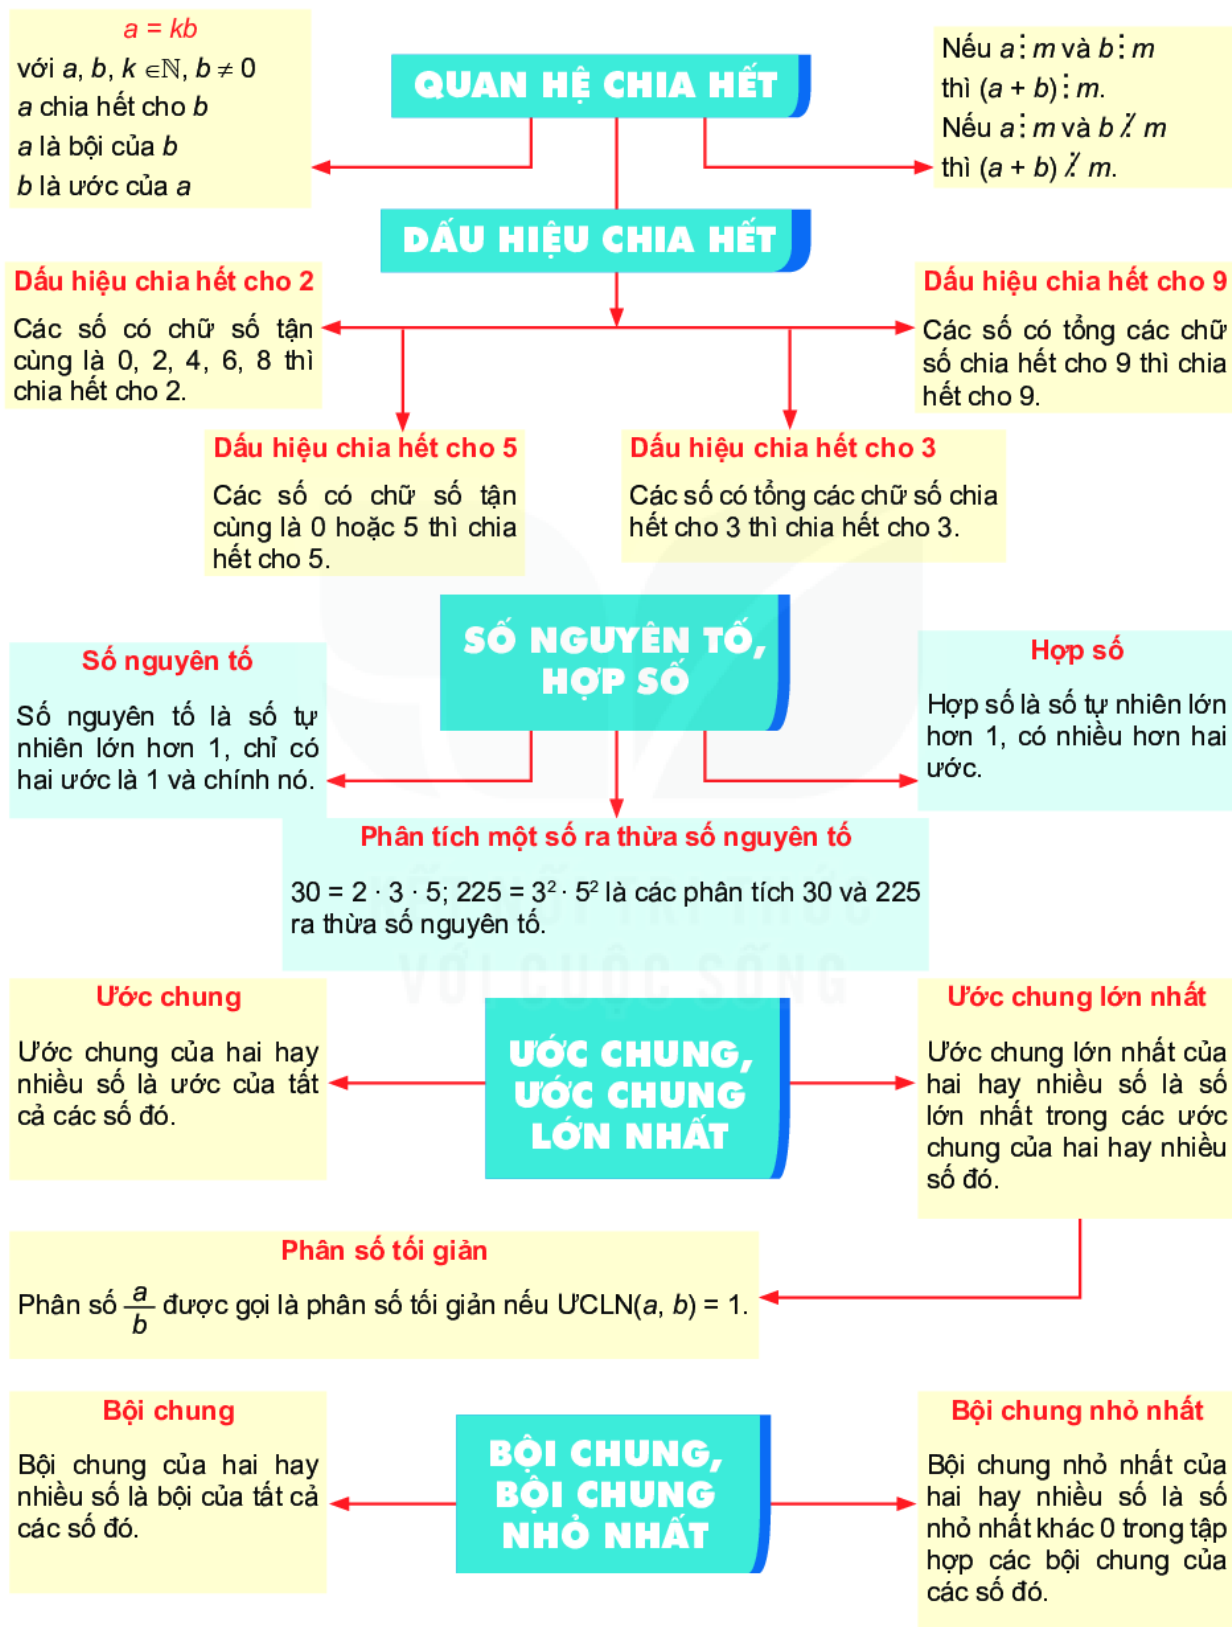 a = kb
với a, b, k ∈ℕ, b ≠ 0
a chia hết cho b
a là bội của b
b là ước của a
QUAN HỆ CHIA HẾT
Nếu a⋮m và b⋮m
thì (a + b)⋮m.
Nếu a⋮m và b ⋮̸ m
thì (a + b) ⋮̸ m.
DẤU HIỆU CHIA HẾT
Dấu hiệu chia hết cho 2
Các số có chữ số tận
cùng là 0, 2, 4, 6, 8 thì
chia hết cho 2.
Dấu hiệu chia hết cho 9
Các số có tổng các chữ
số chia hết cho 9 thì chia
hết cho 9.
Dấu hiệu chia hết cho 5
Các số có chữ số tận
cùng là 0 hoặc 5 thì chia
hết cho 5.
Dấu hiệu chia hết cho 3
Các số có tổng các chữ số chia
hết cho 3 thì chia hết cho 3.
SỐ NGUYÊN TỐ,
HỢP SỐ
Số nguyên tố
Số nguyên tố là số tự
nhiên lớn hơn 1, chỉ có
hai ước là 1 và chính nó.
Hợp số
Hợp số là số tự nhiên lớn
hơn 1, có nhiều hơn hai
ước.
Phân tích một số ra thừa số nguyên tố
30 = 2 · 3 · 5; 225 = 3² · 5² là các phân tích 30 và 225
ra thừa số nguyên tố.
KẾT NỐI TRI THỨC
VỚI CUỘC SỐNG
Ước chung
Ước chung của hai hay
nhiều số là ước của tất
cả các số đó.
ƯỚC CHUNG,
ƯỚC CHUNG
LỚN NHẤT
Ước chung lớn nhất
Ước chung lớn nhất của
hai hay nhiều số là số
lớn nhất trong các ước
chung của hai hay nhiều
số đó.
Phân số tối giản
Phân số a/b được gọi là phân số tối giản nếu ƯCLN(a, b) = 1.
Bội chung
Bội chung của hai hay
nhiều số là bội của tất cả
các số đó.
BỘI CHUNG,
BỘI CHUNG
NHỎ NHẤT
Bội chung nhỏ nhất
Bội chung nhỏ nhất của
hai hay nhiều số là số
nhỏ nhất khác 0 trong tập
hợp các bội chung của
các số đó.